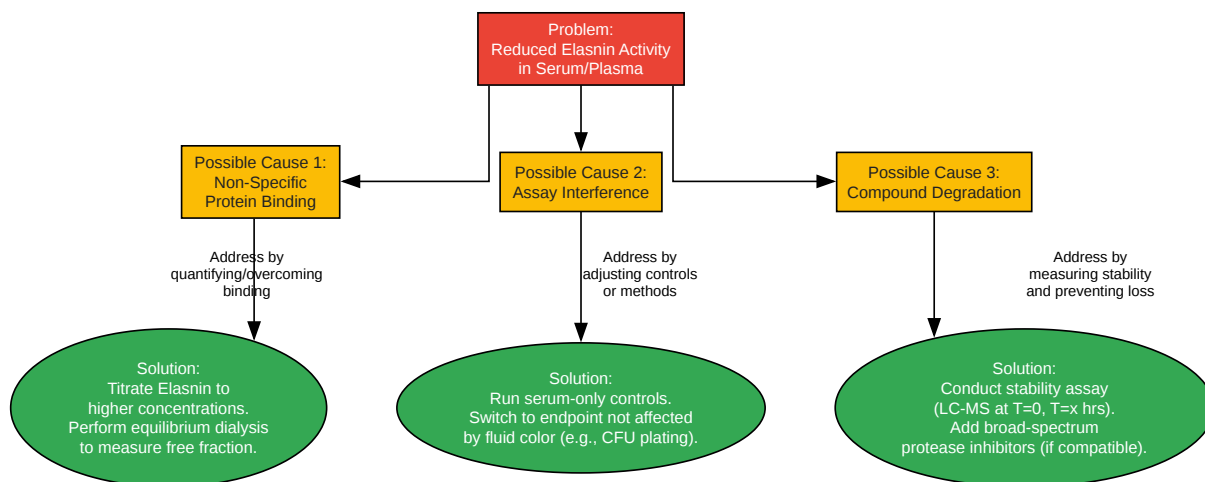 Problem:
Reduced Elasnin Activity
in Serum/Plasma
Possible Cause 1:
Non-Specific
Protein Binding
Possible Cause 2:
Assay Interference
Possible Cause 3:
Compound Degradation
Address by
quantifying/overcoming
binding
Address by
adjusting controls
or methods
Address by
measuring stability
and preventing loss
Solution:
Titrate Elasnin to
higher concentrations.
Perform equilibrium dialysis
to measure free fraction.
Solution:
Run serum-only controls.
Switch to endpoint not affected
by fluid color (e.g., CFU plating).
Solution:
Conduct stability assay
(LC-MS at T=0, T=x hrs).
Add broad-spectrum
protease inhibitors (if compatible).